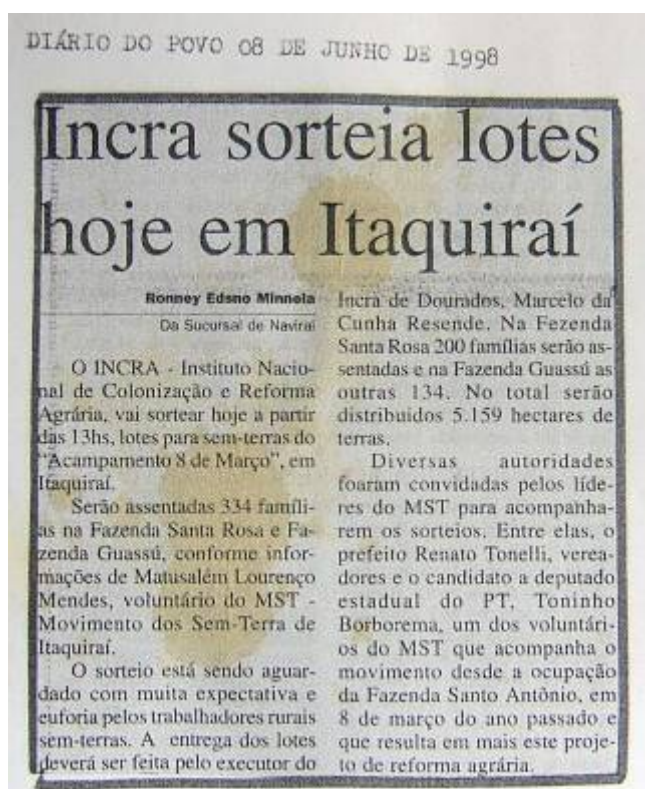 DIÁRIO DO POVO 08 DE JUNHO DE 1998
Incra sorteia lotes
hoje em Itaquiraí
Ronney Edsno Minnela
Da Sucursal de Naviraí
O INCRA - Instituto Nacio-
nal de Colonização e Reforma
Agrária, vai sortear hoje a partir
das 13hs, lotes para sem-terras do
"Acampamento 8 de Março", em
Itaquiraí.
Serão assentadas 334 famíli-
as na Fazenda Santa Rosa e Fa-
zenda Guassú, conforme infor-
mações de Matusalém Lourenço
Mendes, voluntário do MST -
Movimento dos Sem-Terra de
Itaquiraí.
O sorteio está sendo aguar-
dado com muita expectativa e
euforia pelos trabalhadores rurais
sem-terras. A entrega dos lotes
deverá ser feita pelo executor do
Incra de Dourados, Marcelo da
Cunha Resende. Na Fezenda
Santa Rosa 200 famílias serão as-
sentadas e na Fazenda Guassú as
outras 134. No total serão
distribuidos 5.159 hectares de
terras.
Diversas autoridades
foaram convidadas pelos líde-
res do MST para acompanha-
rem os sorteios. Entre elas, o
prefeito Renato Tonelli, verea-
dores e o candidato a deputado
estadual do PT, Toninho
Borborema, um dos voluntári-
os do MST que acompanha o
movimento desde a ocupação
da Fazenda Santo Antônio, em
8 de março do ano passado e
que resulta em mais este proje-
to de reforma agrária.